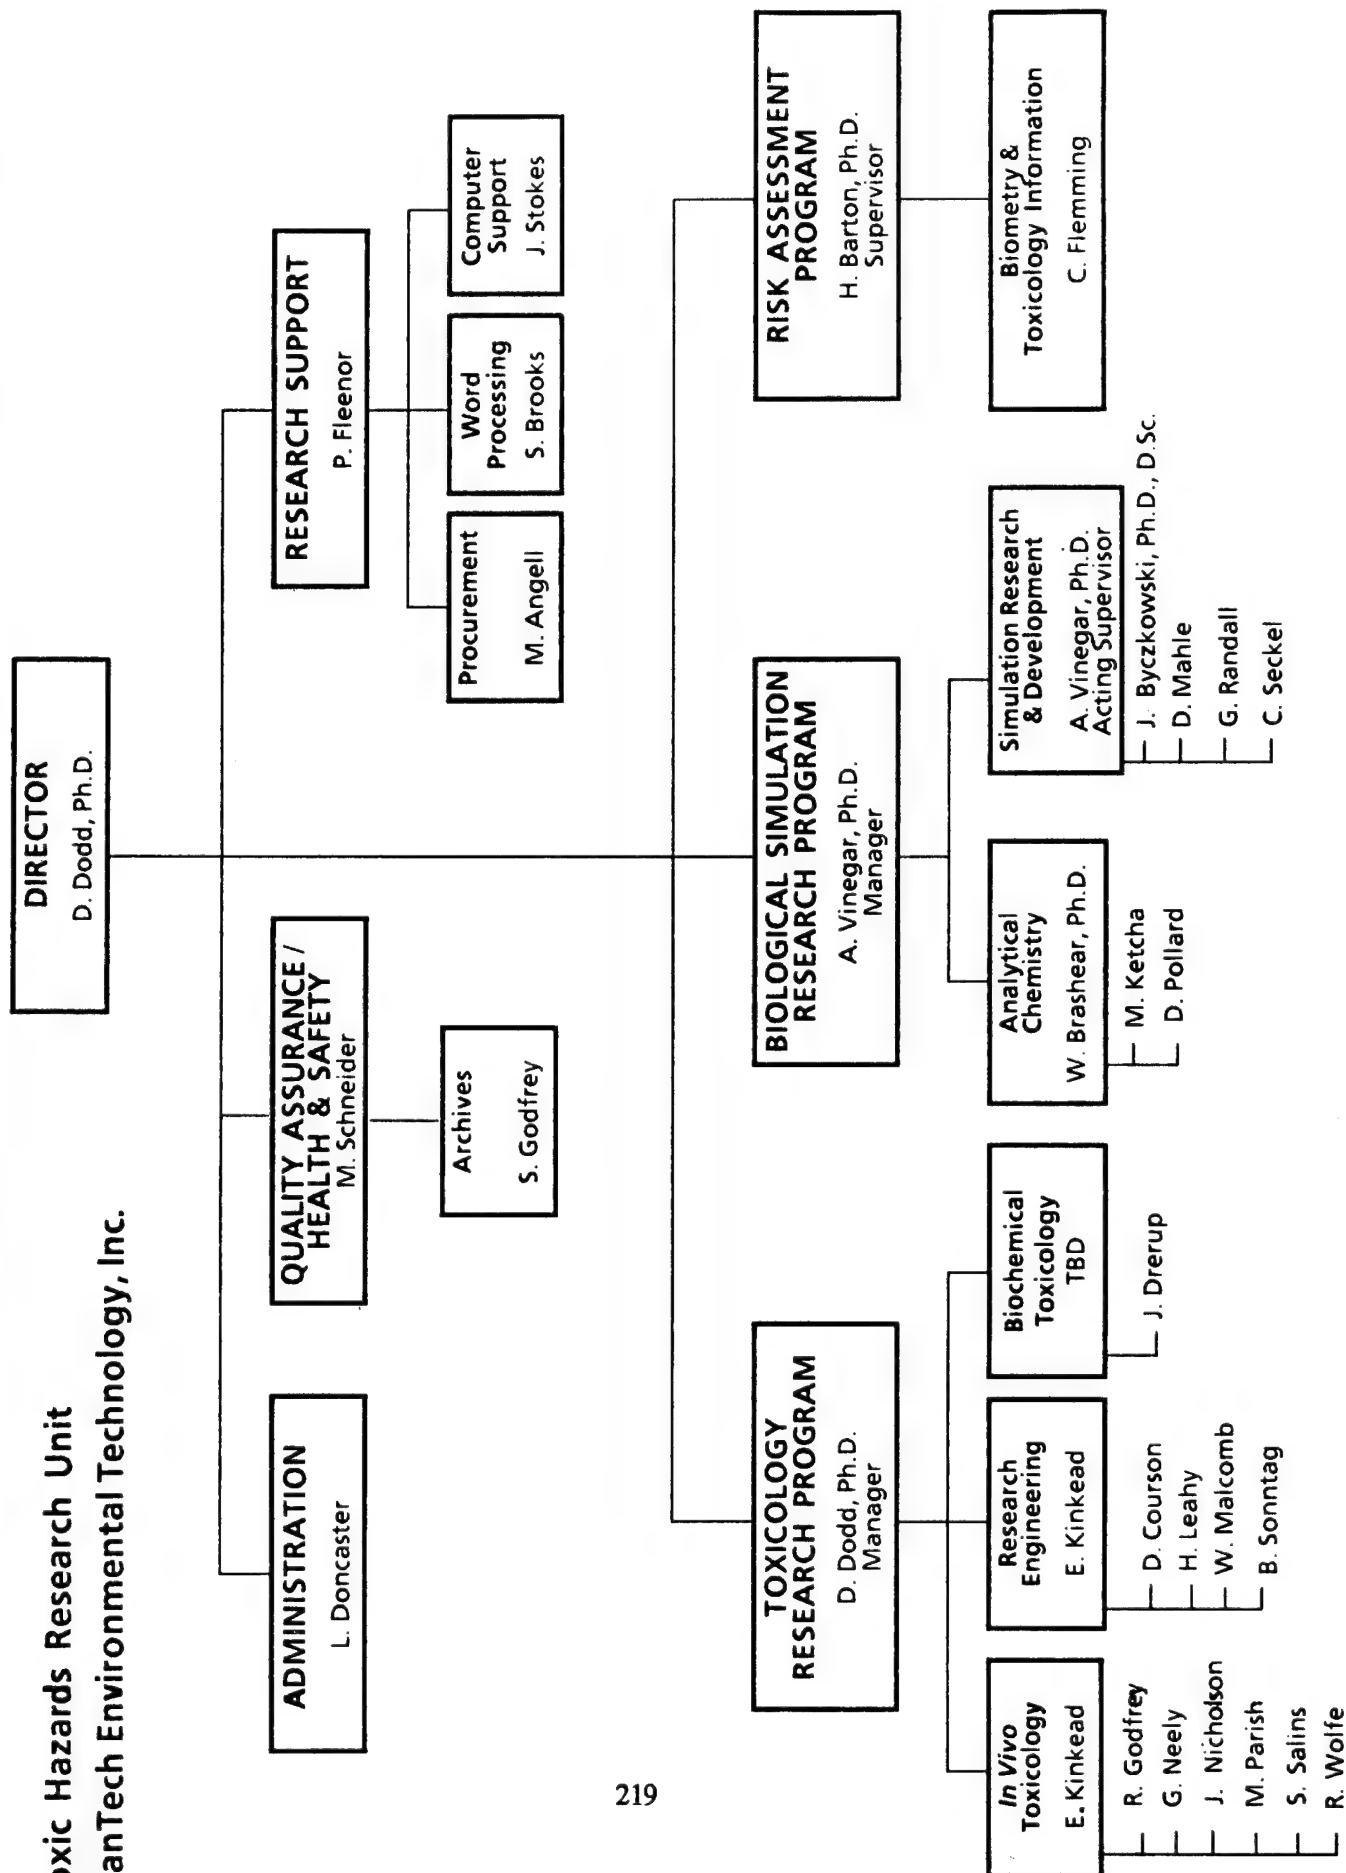 oxic Hazards Research Unit
anTech Environmental Technology, Inc.
DIRECTOR
D. Dodd, Ph.D.
ADMINISTRATION
L. Doncaster
QUALITY ASSURANCE /
HEALTH & SAFETY
M. Schneider
Archives
S. Godfrey
RESEARCH SUPPORT
P. Fleenor
Procurement
M. Angell
Word
Processing
S. Brooks
Computer
Support
J. Stokes
TOXICOLOGY
RESEARCH PROGRAM
D. Dodd, Ph.D.
Manager
In Vivo
Toxicology
E. Kinkead
R. Godfrey
G. Neely
J. Nicholson
M. Parish
S. Salins
R. Wolfe
Research
Engineering
E. Kinkead
D. Courson
H. Leahy
W. Malcomb
B. Sonntag
Biochemical
Toxicology
TBD
J. Drerup
BIOLOGICAL SIMULATION
RESEARCH PROGRAM
A. Vinegar, Ph.D.
Manager
Analytical
Chemistry
W. Brashear, Ph.D.
M. Ketcha
D. Pollard
Simulation Research
& Development
A. Vinegar, Ph.D.
Acting Supervisor
J. Byczkowski, Ph.D., D.Sc.
D. Mahle
G. Randall
C. Seckel
RISK ASSESSMENT
PROGRAM
H. Barton, Ph.D.
Supervisor
Biometry &
Toxicology Information
C. Flemming
219